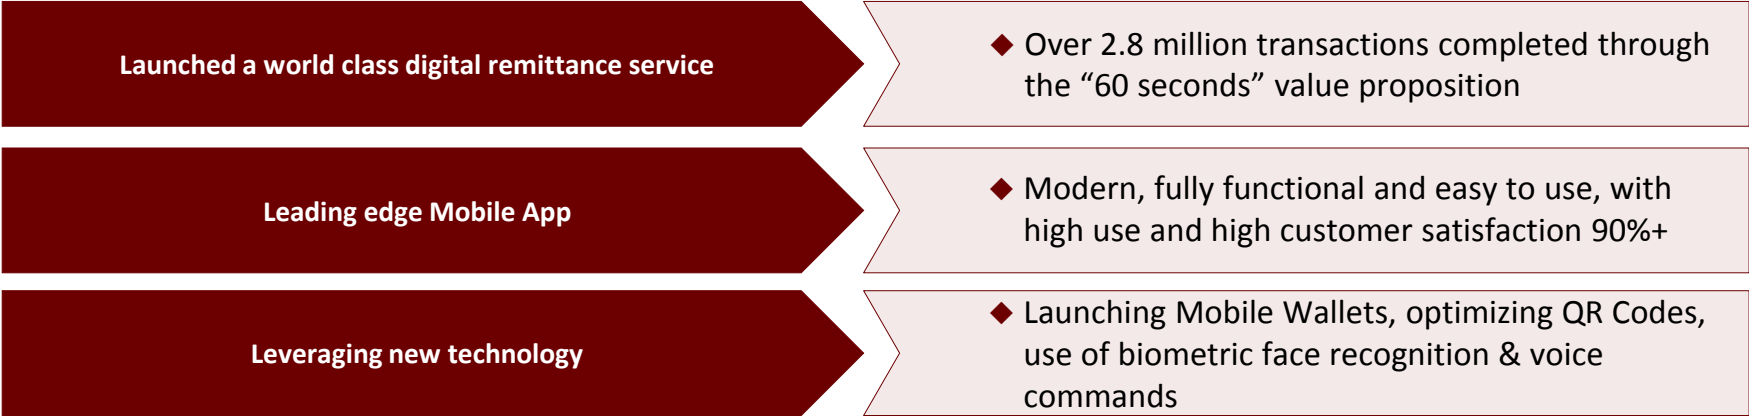 Launched a world class digital remittance service
◆ Over 2.8 million transactions completed through
the “60 seconds” value proposition
Leading edge Mobile App
◆ Modern, fully functional and easy to use, with
high use and high customer satisfaction 90%+
Leveraging new technology
◆ Launching Mobile Wallets, optimizing QR Codes,
use of biometric face recognition & voice
commands